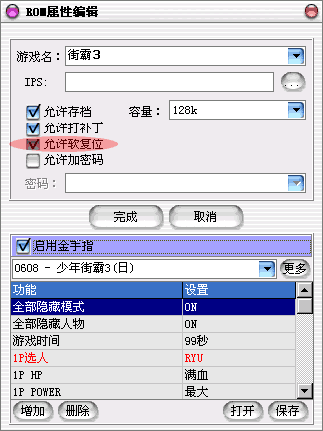 ROM属性编辑
游戏名： 街霸3
IPS:
...
允许存档 容量： 128k
允许打补丁
允许软复位
允许加密码
密码：
完成 取消
启用金手指
0608 - 少年街霸3(日) 更多
功能 设置
全部隐藏模式 ON
全部隐藏人物 ON
游戏时间 99秒
1P选人 RYU
1P HP 满血
1P POWER 最大
增加 删除 打开 保存